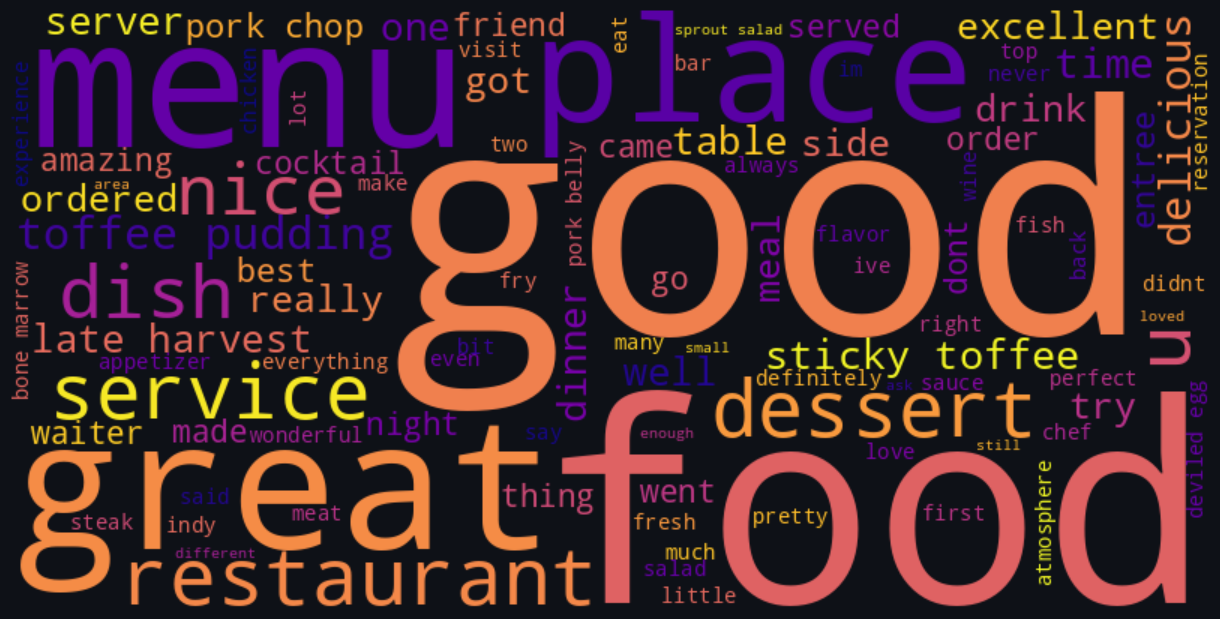 server
pork chop
one
friend
eat
sprout salad
served
excellent
delicious
menu
place
visit
bar
im
top
never
time
reservation
experience
chicken
lot
got
drink
two
came
table
side
order
amazing
cocktail
always
wine
entree
area
make
ordered
nice
good
pork belly
toffee pudding
meal
flavor
dont
fish
back
dish
best
fry
go
ive
didnt
really
bone marrow
late harvest
dinner
right
loved
u
appetizer
everything
bit
even
many
small
sticky toffee
service
well
definitely
ask
sauce
perfect
dessert
try
deviled egg
waiter
made
wonderful
night
say
enough
love
still
chef
great
food
said
thing
went
atmosphere
steak
indy
meat
fresh
pretty
first
different
much
salad
restaurant
little